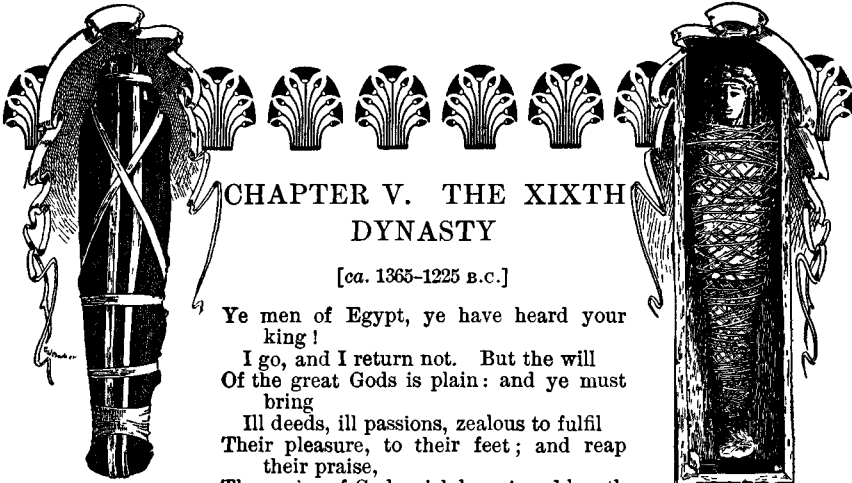 CHAPTER V. THE XIXTH
DYNASTY
[ca. 1365–1225 B.C.]
Ye men of Egypt, ye have heard your
king!
I go, and I return not. But the will
Of the great Gods is plain: and ye must
bring
Ill deeds, ill passions, zealous to fulfil
Their pleasure, to their feet; and reap
their praise,